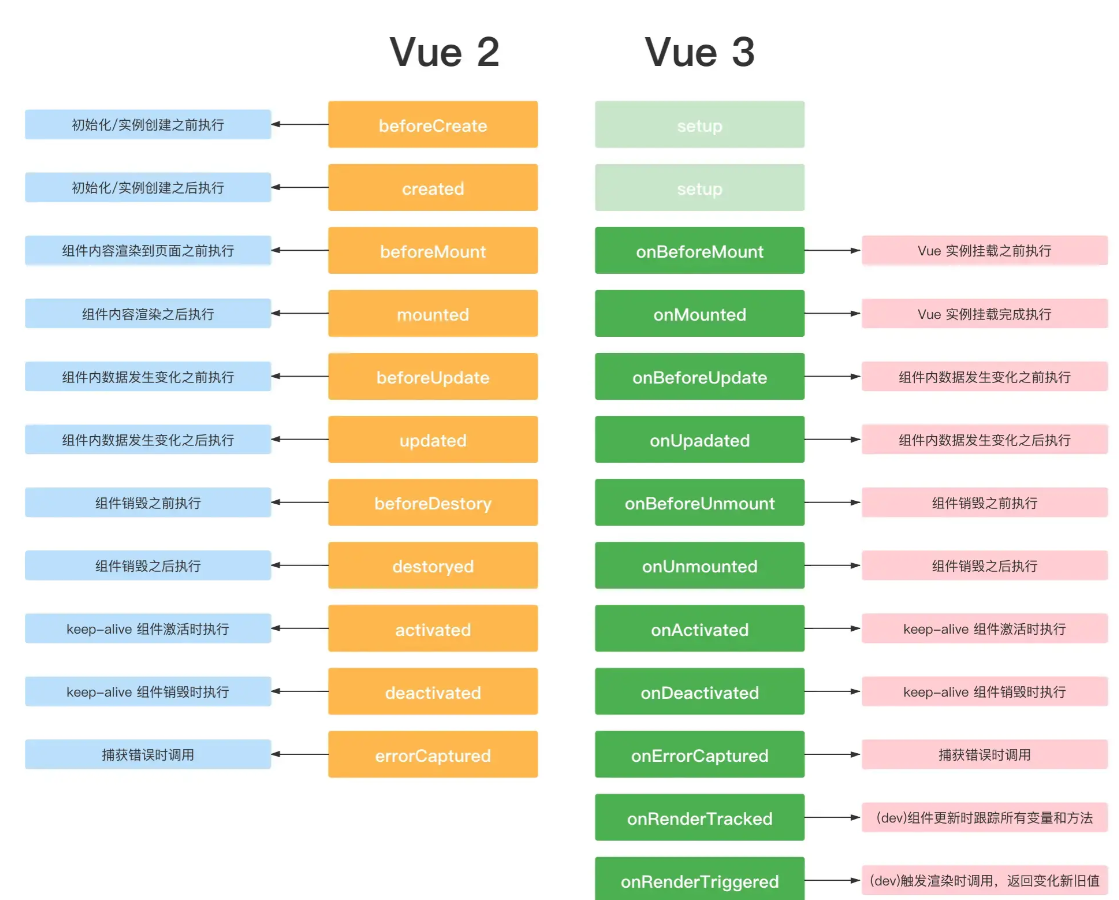 Vue 2 Vue 3
初始化/实例创建之前执行 beforeCreate setup
初始化/实例创建之后执行 created setup
组件内容渲染到页面之前执行 beforeMount onBeforeMount Vue 实例挂载之前执行
组件内容渲染之后执行 mounted onMounted Vue 实例挂载完成执行
组件内数据发生变化之前执行 beforeUpdate onBeforeUpdate 组件内数据发生变化之前执行
组件内数据发生变化之后执行 updated onUpadated 组件内数据发生变化之后执行
组件销毁之前执行 beforeDestory onBeforeUnmount 组件销毁之前执行
组件销毁之后执行 destoryed onUnmounted 组件销毁之后执行
keep-alive 组件激活时执行 activated onActivated keep-alive 组件激活时执行
keep-alive 组件销毁时执行 deactivated onDeactivated keep-alive 组件销毁时执行
捕获错误时调用 errorCaptured onErrorCaptured 捕获错误时调用
onRenderTracked (dev)组件更新时跟踪所有变量和方法
onRenderTriggered (dev)触发渲染时调用，返回变化新旧值